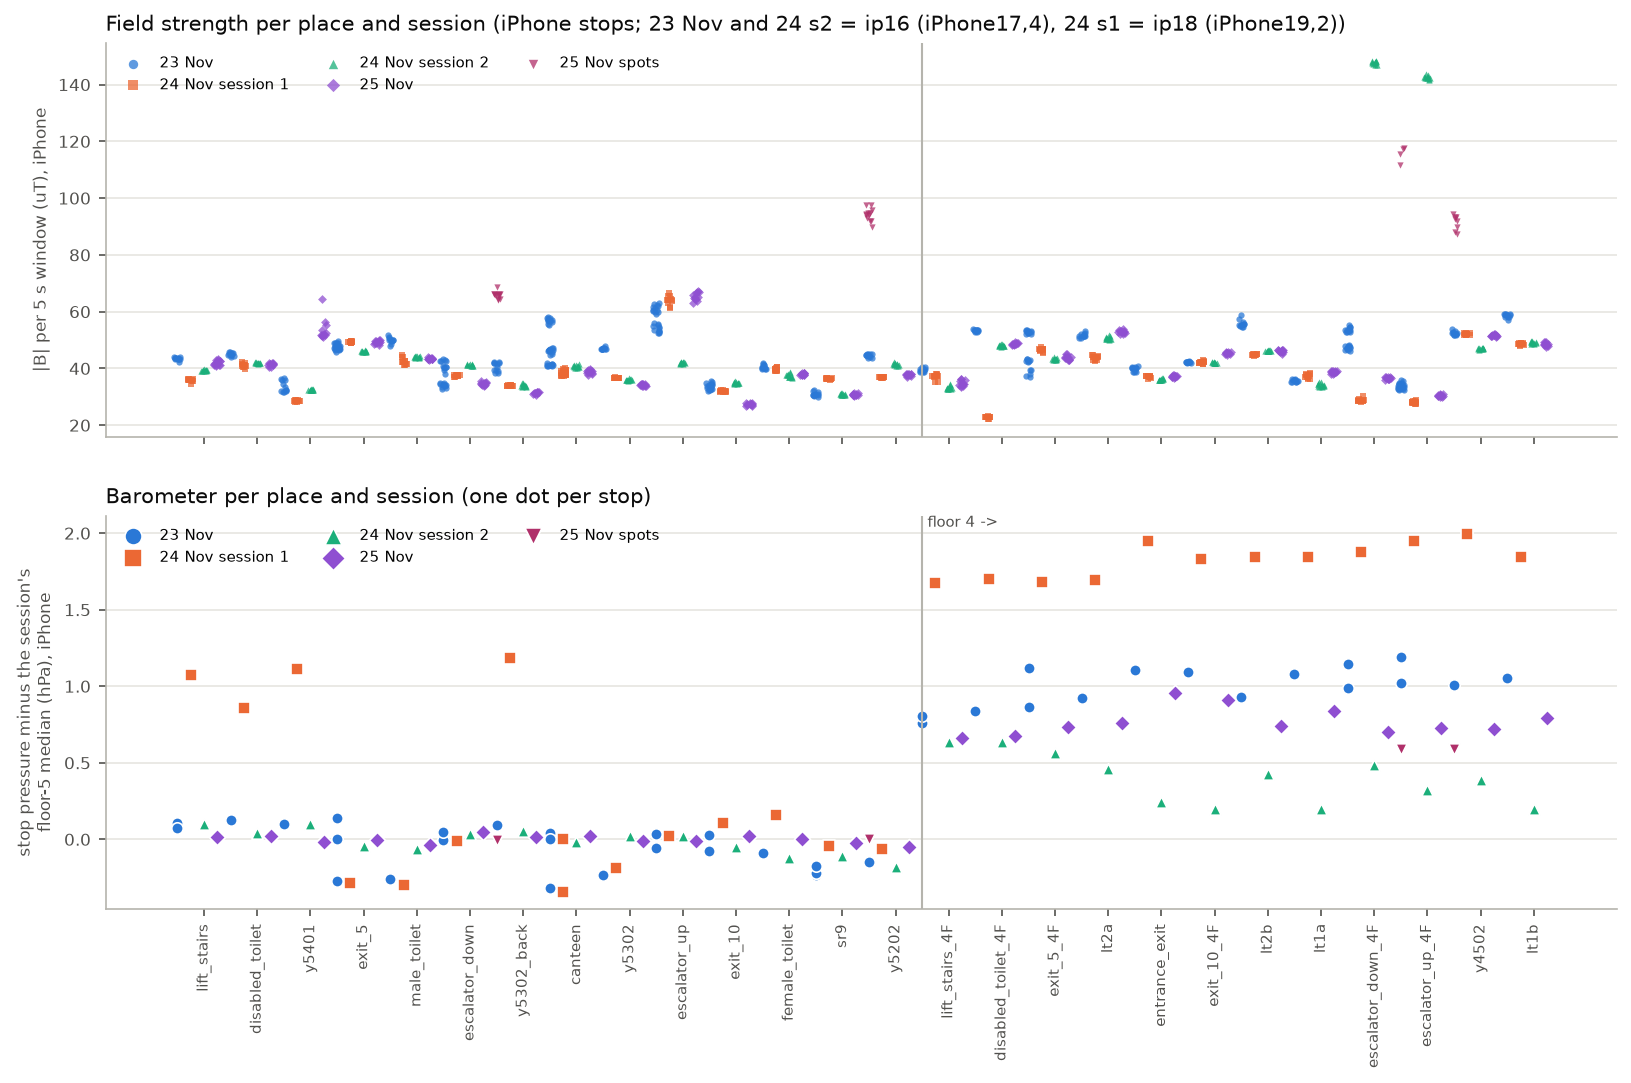 Field strength per place and session (iPhone stops; 23 Nov and 24 s2 = ip16 (iPhone17,4), 24 s1 = ip18 (iPhone19,2))
23 Nov
24 Nov session 1
24 Nov session 2
25 Nov
25 Nov spots
|B| per 5 s window (uT), iPhone
140
120
100
80
60
40
20
Barometer per place and session (one dot per stop)
23 Nov
24 Nov session 1
24 Nov session 2
25 Nov
25 Nov spots
floor 4 ->
stop pressure minus the session's
floor-5 median (hPa), iPhone
2.0
1.5
1.0
0.5
0.0
lift_stairs
disabled_toilet
y5401
exit_5
male_toilet
escalator_down
y5302_back
canteen
y5302
escalator_up
exit_10
female_toilet
sr9
y5202
lift_stairs_4F
disabled_toilet_4F
exit_5_4F
lt2a
entrance_exit
exit_10_4F
lt2b
lt1a
escalator_down_4F
escalator_up_4F
y4502
lt1b